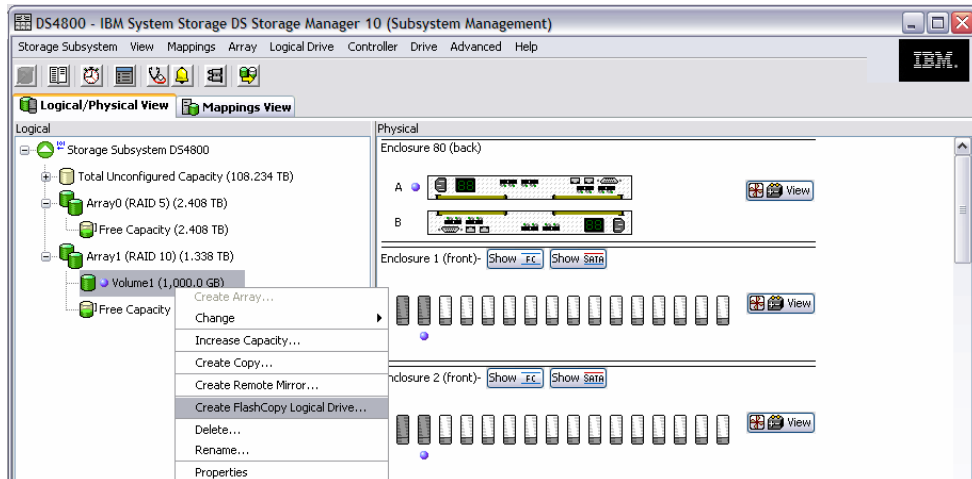 DS4800 - IBM System Storage DS Storage Manager 10 (Subsystem Management)
Storage Subsystem View Mappings Array Logical Drive Controller Drive Advanced Help
IBM.
Logical/Physical View Mappings View
Logical
Storage Subsystem DS4800
Total Unconfigured Capacity (108.234 TB)
Array0 (RAID 5) (2.408 TB)
Free Capacity (2.408 TB)
Array1 (RAID 10) (1.338 TB)
Volume1 (1,000.0 GB)
Free Capacity
Create Array...
Change
Increase Capacity...
Create Copy...
Create Remote Mirror...
Create FlashCopy Logical Drive...
Delete...
Rename...
Properties
Physical
Enclosure 80 (back)
A
88
View
B
88
Enclosure 1 (front)- Show FC Show SATA
View
nclosure 2 (front)- Show FC Show SATA
View